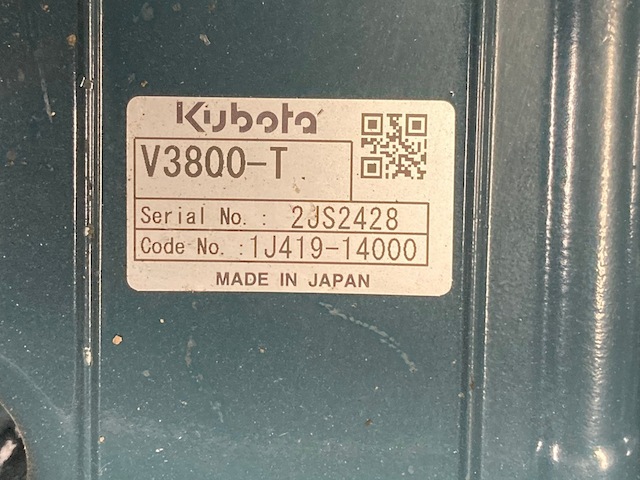 Kubota
V3800-T
Serial No. : 2JS2428
Code No. :1J419-14000
MADE IN JAPAN